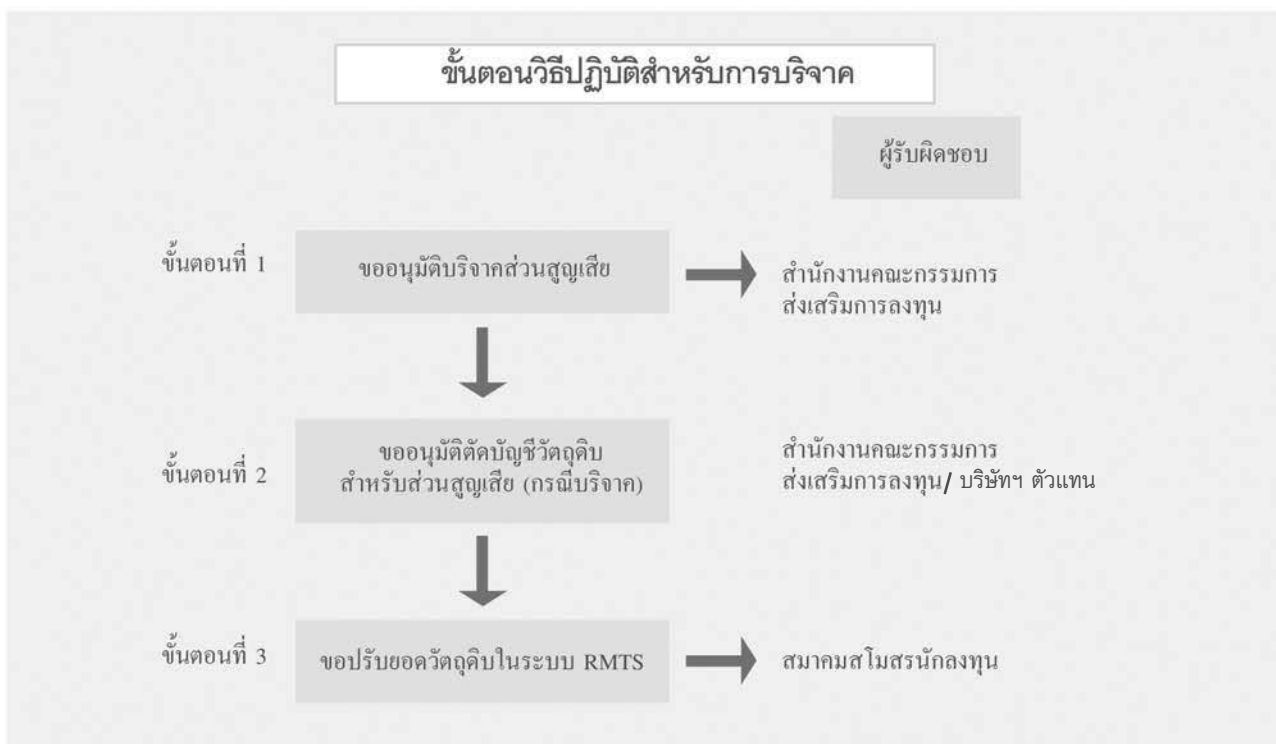 ขั้นตอนวิธีปฏิบัติสำหรับการบริจาค
ผู้รับผิดชอบ
ขั้นตอนที่ 1
ขออนุมัติบริจาคส่วนสูญเสีย
สำนักงานคณะกรรมการ
ส่งเสริมการลงทุน
ขั้นตอนที่ 2
ขออนุมัติตัดบัญชีวัตถุดิบ
สำหรับส่วนสูญเสีย (กรณีบริจาค)
สำนักงานคณะกรรมการ
ส่งเสริมการลงทุน/ บริษัทฯ ตัวแทน
ขั้นตอนที่ 3
ขอปรับยอดวัตถุดิบในระบบ RMTS
สมาคมสโมสรนักลงทุน